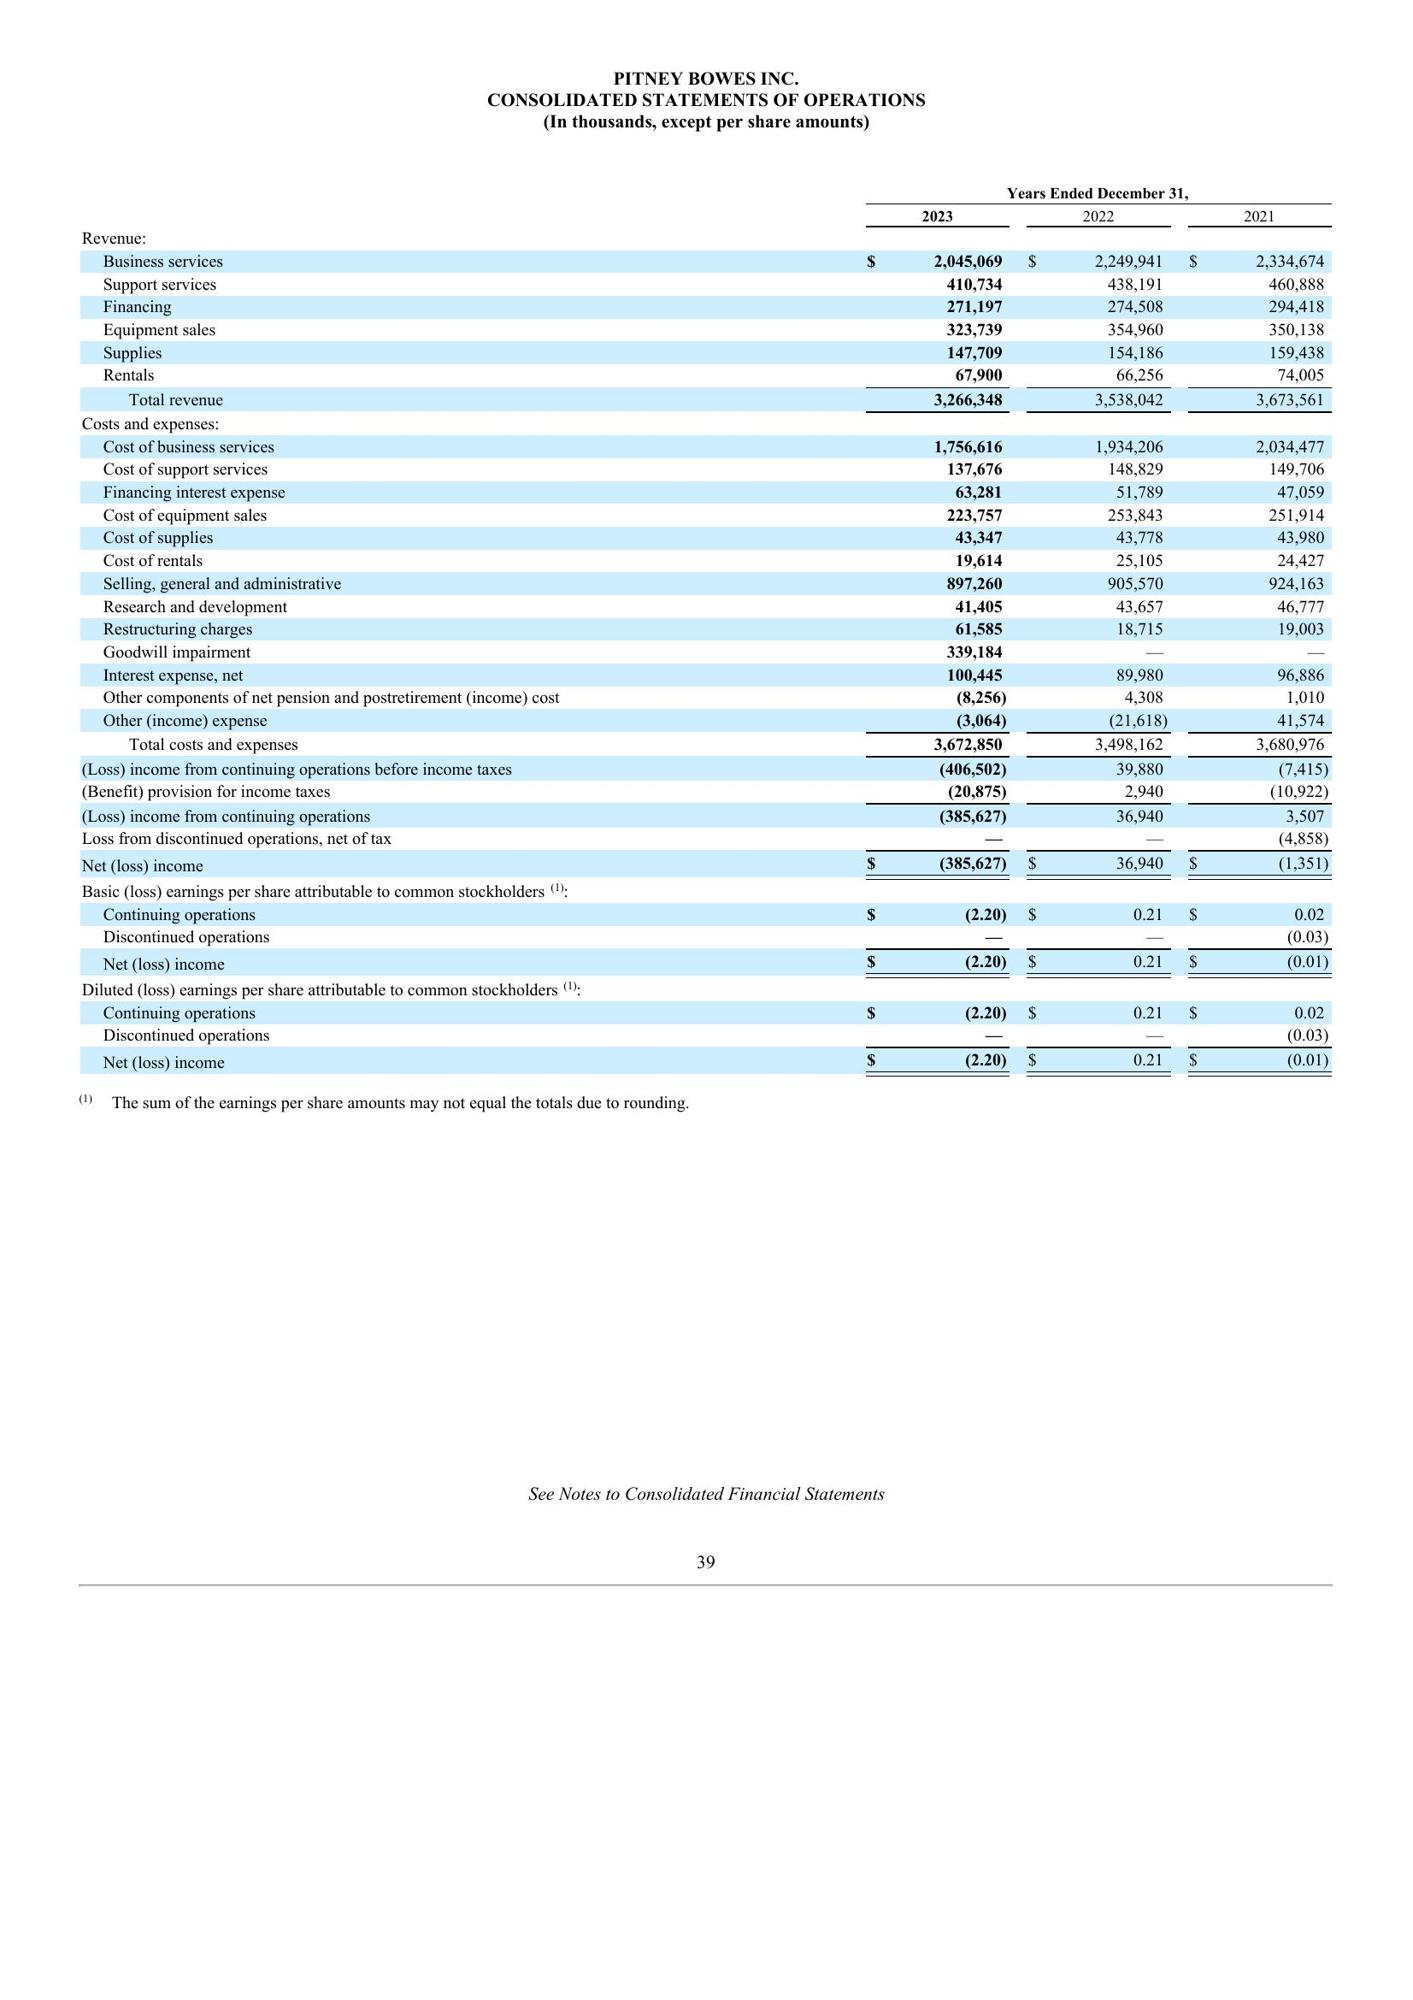 PITNEY BOWES INC.
CONSOLIDATED STATEMENTS OF OPERATIONS
(In thousands, except per share amounts)
Years Ended December 31,
2023 2022 2021
Revenue:
Business services $ 2,045,069 $ 2,249,941 $ 2,334,674
Support services 410,734 438,191 460,888
Financing 271,197 274,508 294,418
Equipment sales 323,739 354,960 350,138
Supplies 147,709 154,186 159,438
Rentals 67,900 66,256 74,005
Total revenue 3,266,348 3,538,042 3,673,561
Costs and expenses:
Cost of business services 1,756,616 1,934,206 2,034,477
Cost of support services 137,676 148,829 149,706
Financing interest expense 63,281 51,789 47,059
Cost of equipment sales 223,757 253,843 251,914
Cost of supplies 43,347 43,778 43,980
Cost of rentals 19,614 25,105 24,427
Selling, general and administrative 897,260 905,570 924,163
Research and development 41,405 43,657 46,777
Restructuring charges 61,585 18,715 19,003
Goodwill impairment 339,184 — —
Interest expense, net 100,445 89,980 96,886
Other components of net pension and postretirement (income) cost (8,256) 4,308 1,010
Other (income) expense (3,064) (21,618) 41,574
Total costs and expenses 3,672,850 3,498,162 3,680,976
(Loss) income from continuing operations before income taxes (406,502) 39,880 (7,415)
(Benefit) provision for income taxes (20,875) 2,940 (10,922)
(Loss) income from continuing operations (385,627) 36,940 3,507
Loss from discontinued operations, net of tax — — (4,858)
Net (loss) income $ (385,627) $ 36,940 $ (1,351)
Basic (loss) earnings per share attributable to common stockholders (1):
Continuing operations $ (2.20) $ 0.21 $ 0.02
Discontinued operations — — (0.03)
Net (loss) income $ (2.20) $ 0.21 $ (0.01)
Diluted (loss) earnings per share attributable to common stockholders (1):
Continuing operations $ (2.20) $ 0.21 $ 0.02
Discontinued operations — — (0.03)
Net (loss) income $ (2.20) $ 0.21 $ (0.01)
(1) The sum of the earnings per share amounts may not equal the totals due to rounding.
See Notes to Consolidated Financial Statements
39